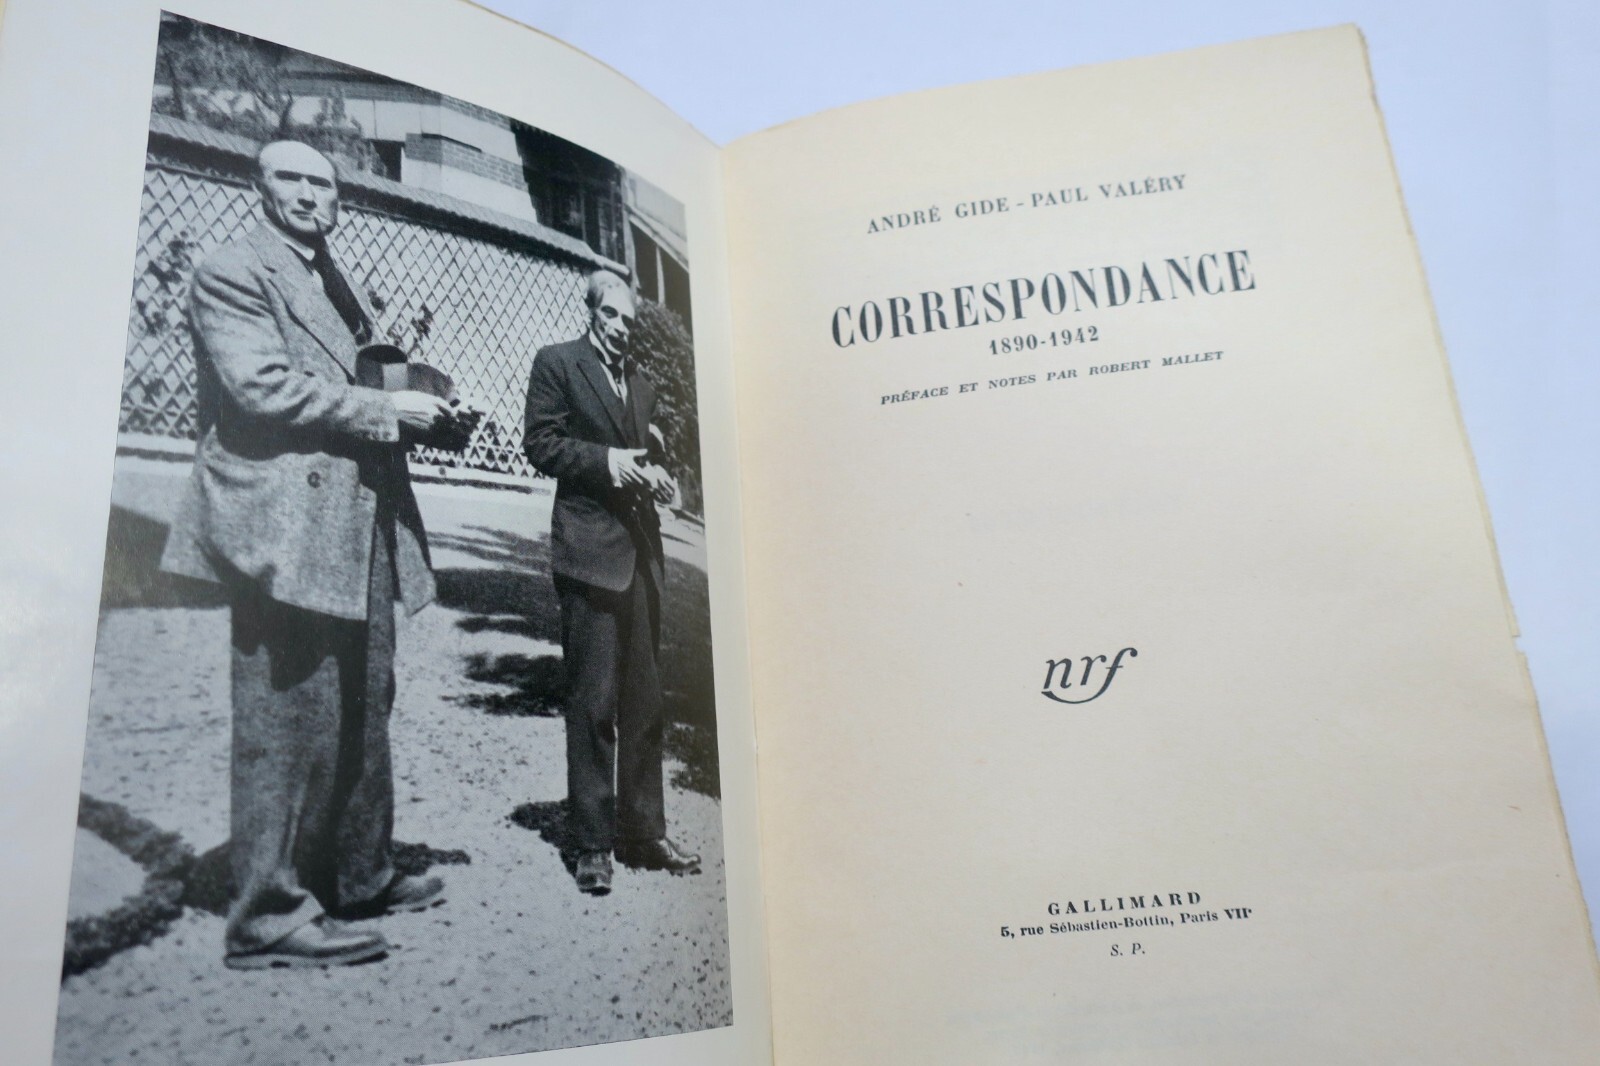 ANDRÉ GIDE - PAUL VALÉRY
CORRESPONDANCE
1890-1942
PRÉFACE ET NOTES PAR ROBERT MALLET
nrf
GALLIMARD
5, rue Sébastien-Bottin, Paris VIIᵉ
S. P.